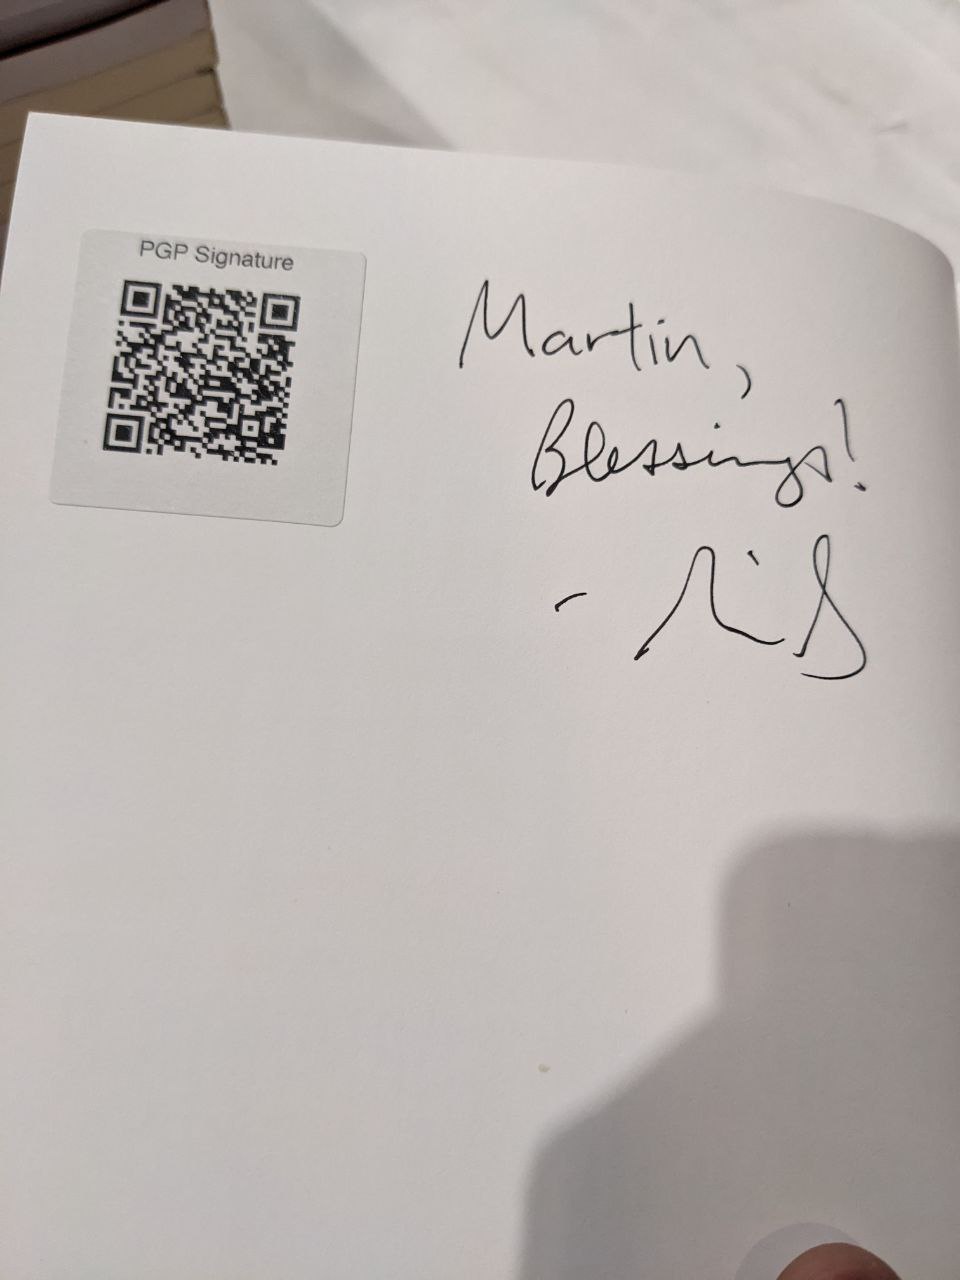 PGP Signature
Martin,
Blessings!